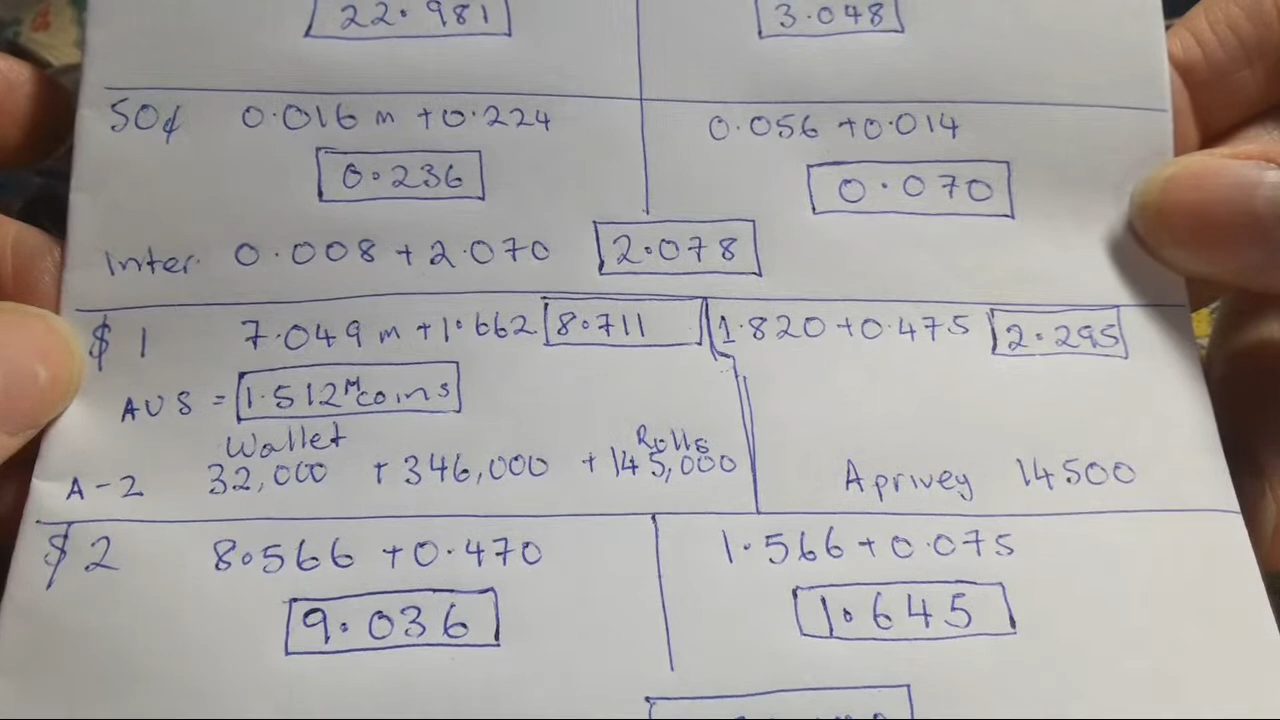 22.981 3.048
50¢ 0.016 m + 0.224 0.056 + 0.014
0.236 0.070
Inter. 0.008 + 2.070 2.078
$1 7.049 m + 1.662 8.711 1.820 + 0.475 2.295
AUS = 1.512 M coins
Wallet Rolls
A-2 32,000 + 346,000 + 145,000 Aprivey 14500
$2 8.566 + 0.470 1.566 + 0.075
9.036 1.645